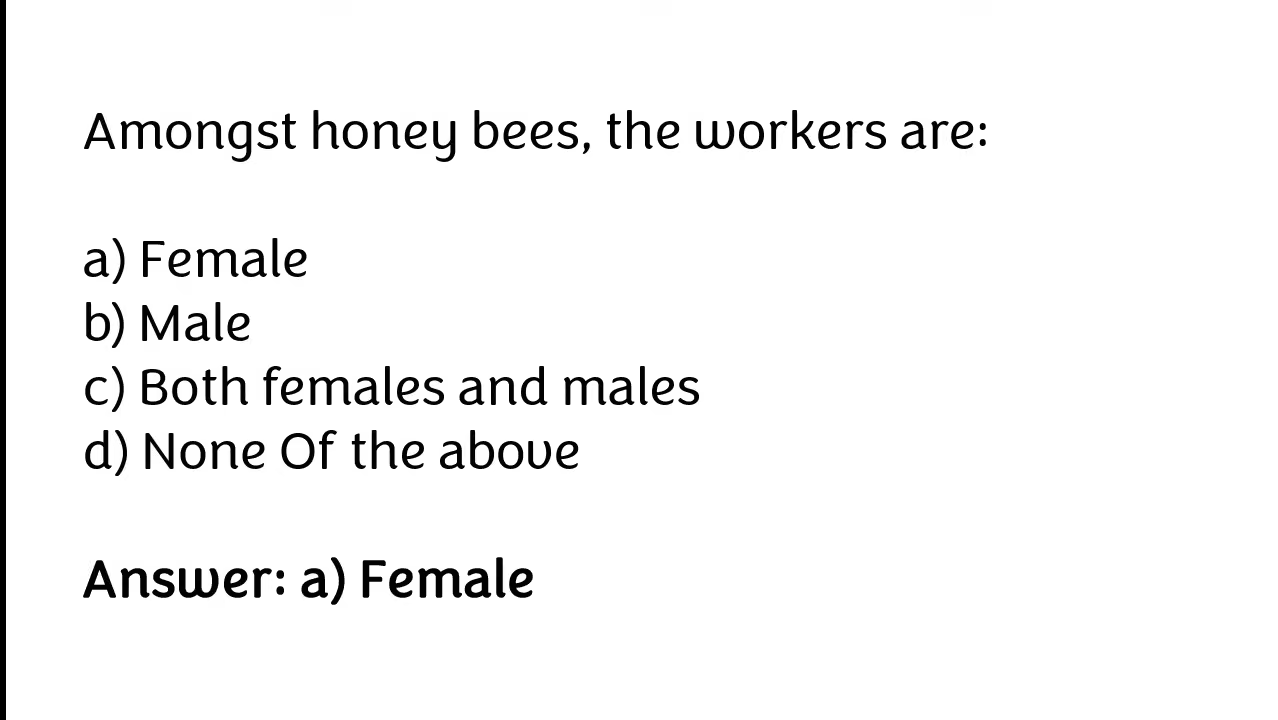 Amongst honey bees, the workers are:
a) Female
b) Male
c) Both females and males
d) None Of the above
Answer: a) Female